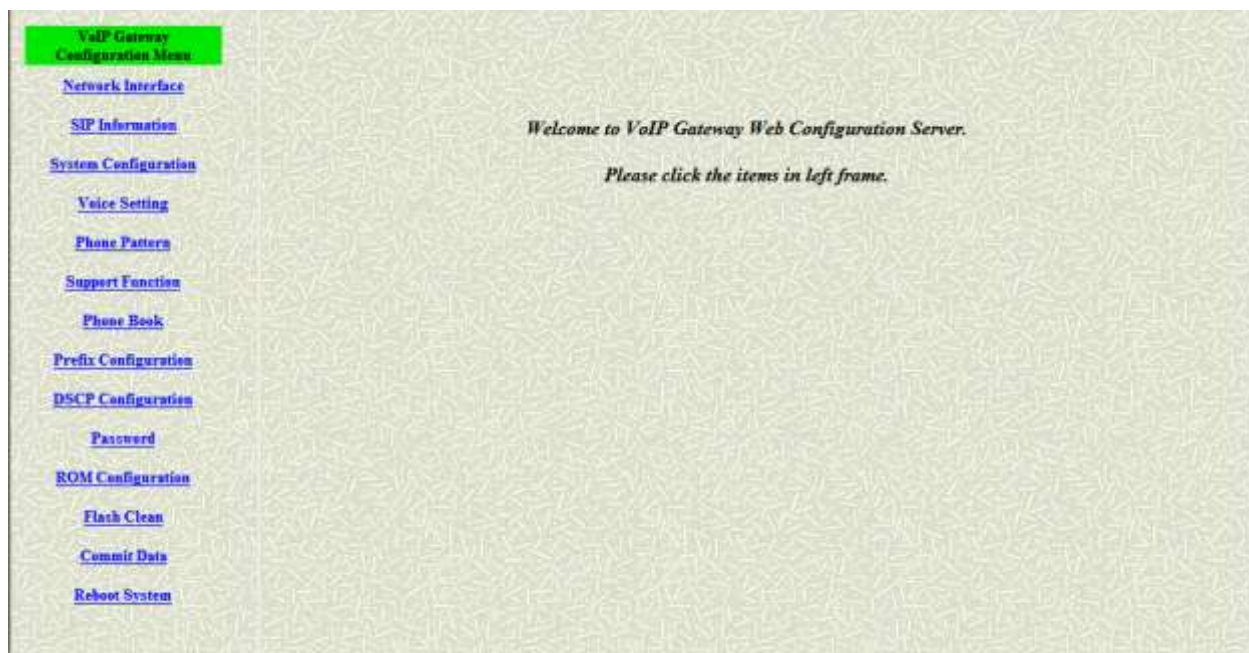 VoIP Gateway
Configuration Menu
Network Interface
SIP Information
System Configuration
Voice Setting
Phone Pattern
Support Function
Phone Book
Prefix Configuration
DSCP Configuration
Password
ROM Configuration
Flash Clean
Commit Data
Reboot System
Welcome to VoIP Gateway Web Configuration Server.
Please click the items in left frame.